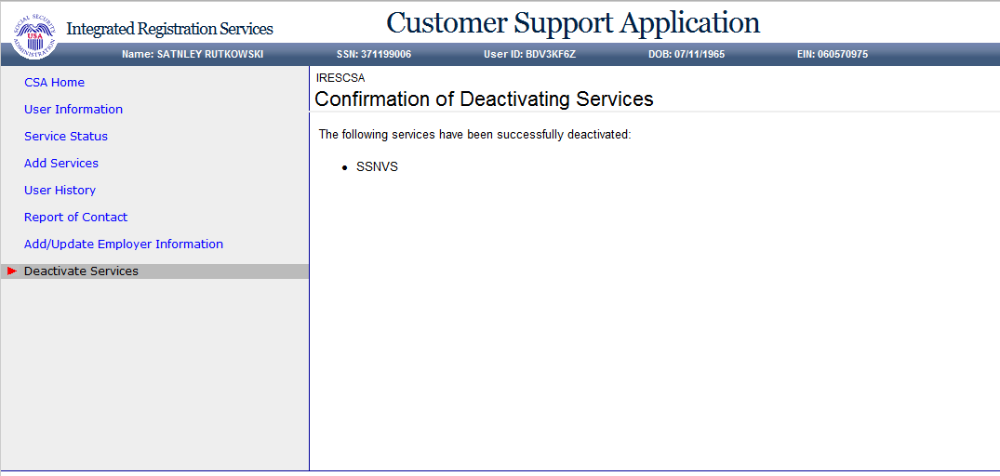 SOCIAL SECURITY ADMINISTRATION
USA
Integrated Registration Services
Customer Support Application
Name: SATNLEY RUTKOWSKI SSN: 371199006 User ID: BDV3KF6Z DOB: 07/11/1965 EIN: 060570975
CSA Home
User Information
Service Status
Add Services
User History
Report of Contact
Add/Update Employer Information
Deactivate Services
IRESCSA
Confirmation of Deactivating Services
The following services have been successfully deactivated:
SSNVS